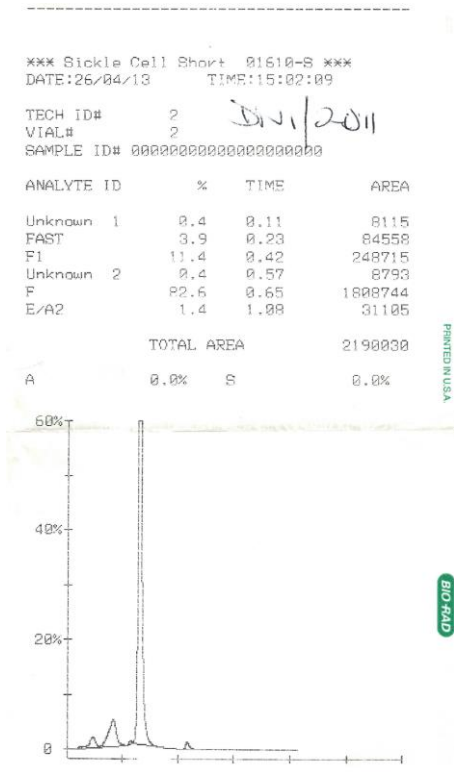 *** Sickle Cell Short 01610-S ***
DATE:26/04/13 TIME:15:02:09
TECH ID# 2
VIAL# 2
SAMPLE ID# 00000000000000000000
ANALYTE ID % TIME AREA
Unknown 1 0.4 0.11 8115
FAST 3.9 0.23 84558
F1 11.4 0.42 248715
Unknown 2 0.4 0.57 8793
F 82.6 0.65 1808744
E/A2 1.4 1.08 31105
TOTAL AREA 2190030
A 0.0% S 0.0%
60%
40%
20%
0
PRINTED IN U.S.A.
BIO-RAD